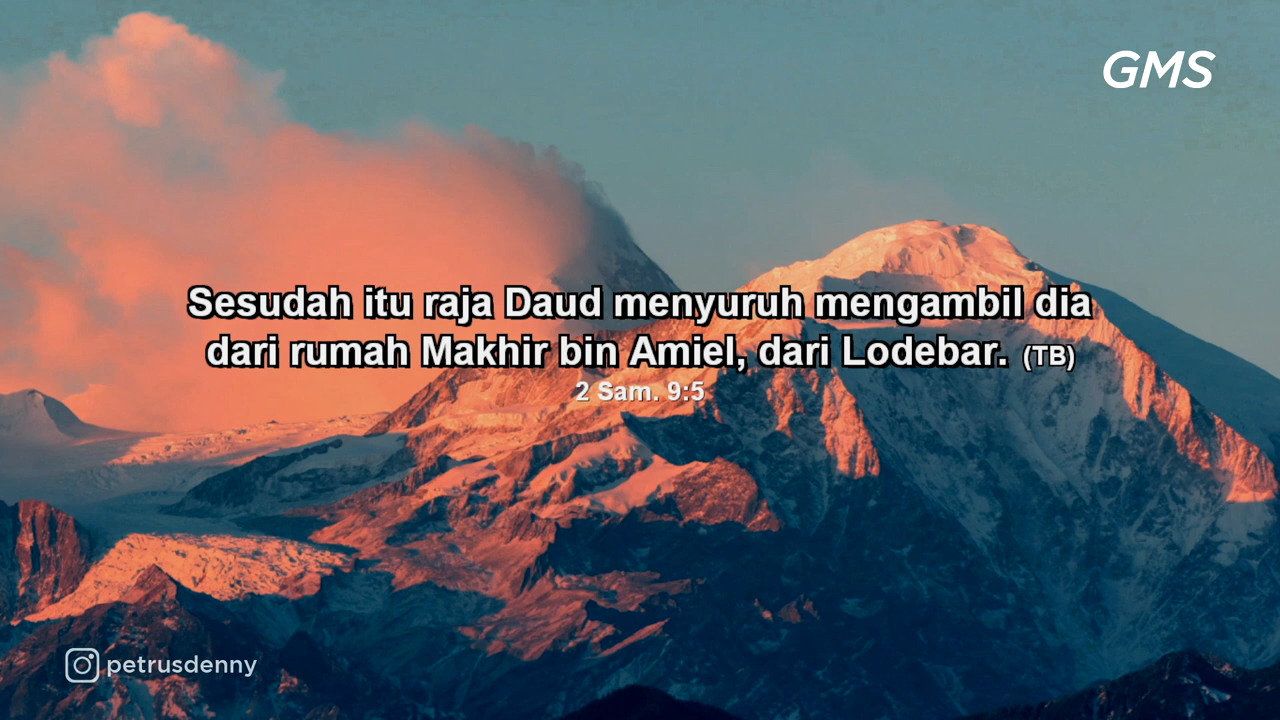 GMS
Sesudah itu raja Daud menyuruh mengambil dia
dari rumah Makhir bin Amiel, dari Lodebar. (TB)
2 Sam. 9:5
petrusdenny